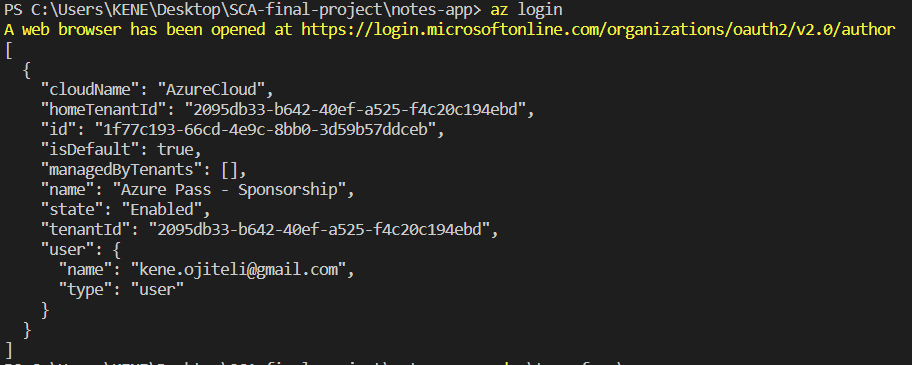 PS C:\Users\KENE\Desktop\SCA-final-project\notes-app> az login
A web browser has been opened at https://login.microsoftonline.com/organizations/oauth2/v2.0/author
[
  {
    "cloudName": "AzureCloud",
    "homeTenantId": "2095db33-b642-40ef-a525-f4c20c194ebd",
    "id": "1f77c193-66cd-4e9c-8bb0-3d59b57ddceb",
    "isDefault": true,
    "managedByTenants": [],
    "name": "Azure Pass - Sponsorship",
    "state": "Enabled",
    "tenantId": "2095db33-b642-40ef-a525-f4c20c194ebd",
    "user": {
      "name": "kene.ojiteli@gmail.com",
      "type": "user"
    }
  }
]